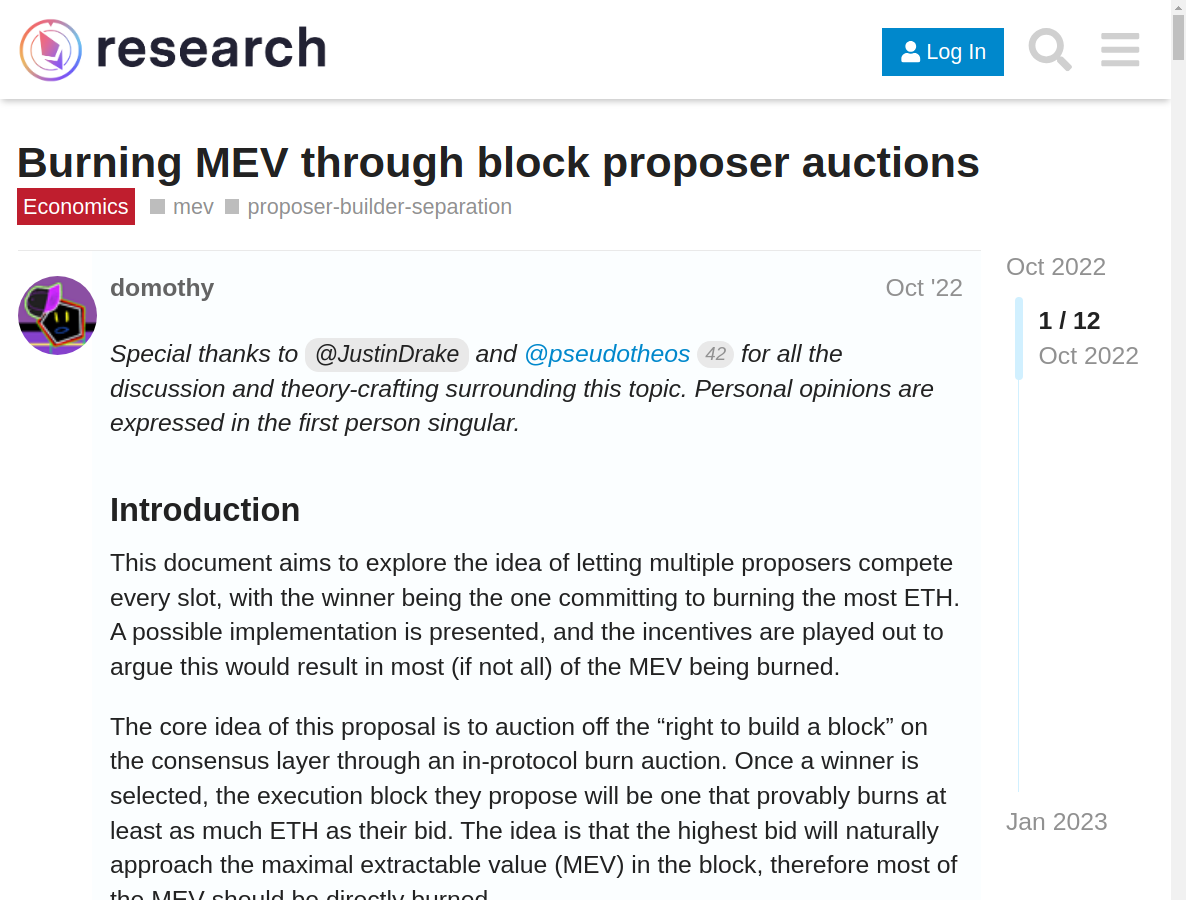 research
Log In
Burning MEV through block proposer auctions
Economics mev proposer-builder-separation
domothy Oct '22
Special thanks to @JustinDrake and @pseudotheos 42 for all the
discussion and theory-crafting surrounding this topic. Personal opinions are
expressed in the first person singular.
Introduction
This document aims to explore the idea of letting multiple proposers compete
every slot, with the winner being the one committing to burning the most ETH.
A possible implementation is presented, and the incentives are played out to
argue this would result in most (if not all) of the MEV being burned.
The core idea of this proposal is to auction off the “right to build a block” on
the consensus layer through an in-protocol burn auction. Once a winner is
selected, the execution block they propose will be one that provably burns at
least as much ETH as their bid. The idea is that the highest bid will naturally
approach the maximal extractable value (MEV) in the block, therefore most of
the MEV should be directly burned.
Oct 2022
1 / 12
Oct 2022
Jan 2023